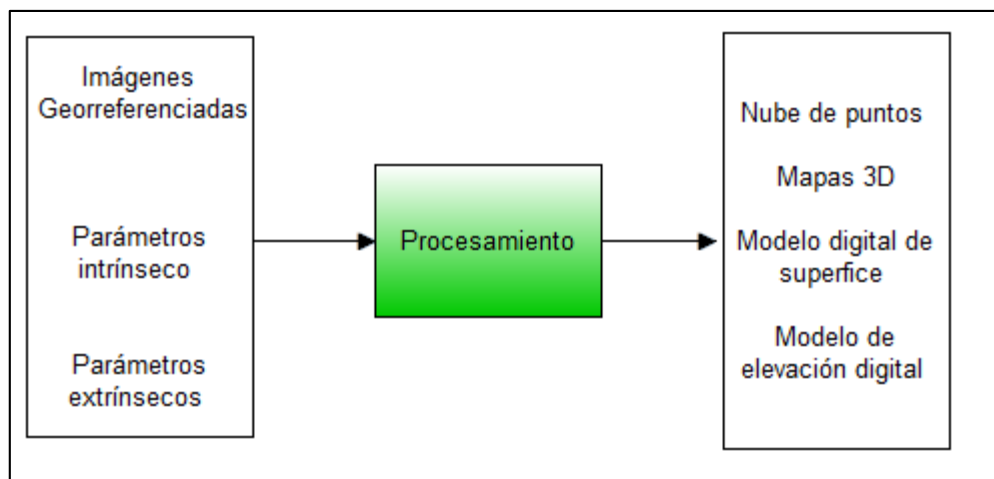 Imágenes
Georreferenciadas
Parámetros
intrínseco
Parámetros
extrínsecos
Procesamiento
Nube de puntos
Mapas 3D
Modelo digital de
superfice
Modelo de
elevación digital